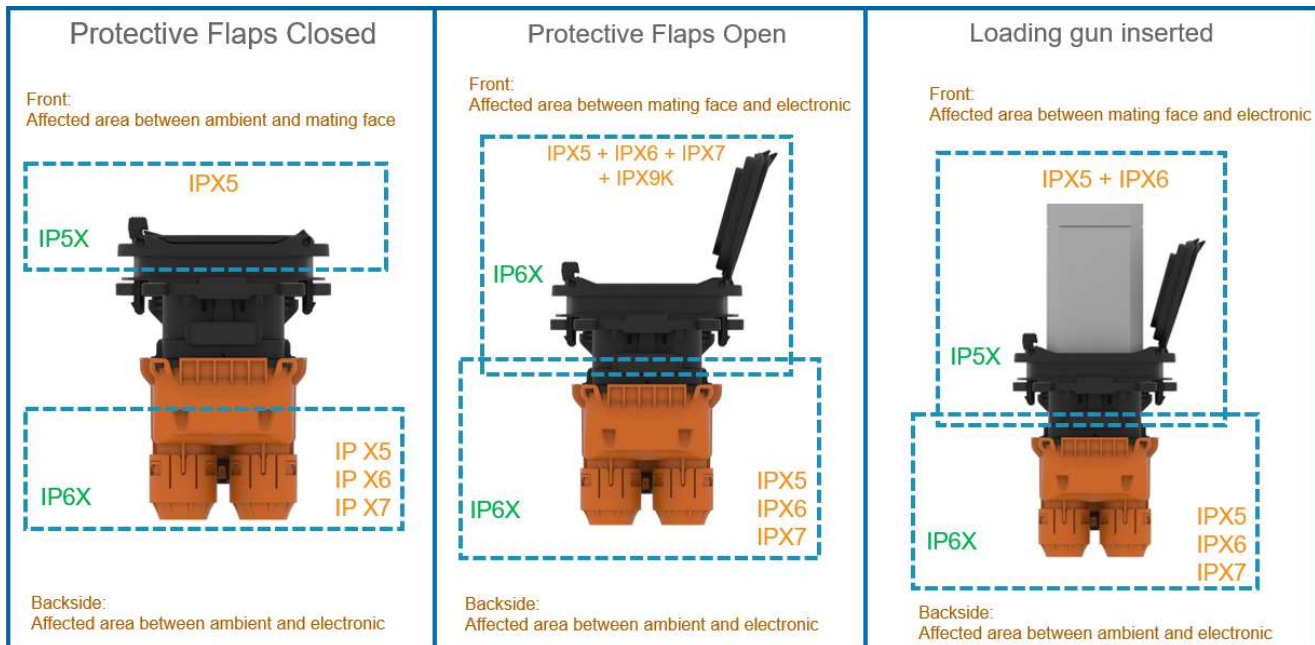 Protective Flaps Closed
Front:
Affected area between ambient and mating face
IPX5
IP5X
IP X5
IP X6
IP6X
IP X7
Backside:
Affected area between ambient and electronic
Protective Flaps Open
Front:
Affected area between mating face and electronic
IPX5 + IPX6 + IPX7
+ IPX9K
IP6X
IPX5
IP6X
IPX6
IPX7
Backside:
Affected area between ambient and electronic
Loading gun inserted
Front:
Affected area between mating face and electronic
IPX5 + IPX6
IP5X
IPX5
IP6X
IPX6
IPX7
Backside:
Affected area between ambient and electronic